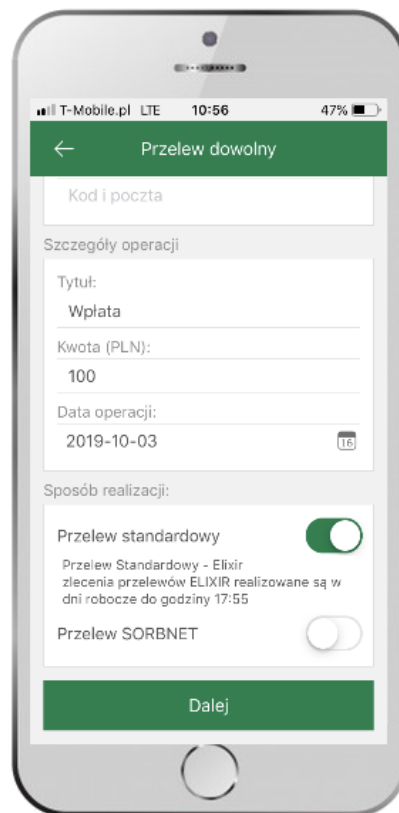 T-Mobile.pl LTE 10:56 47%
Przelew dowolny
Kod i poczta
Szczegóły operacji
Tytuł:
Wpłata
Kwota (PLN):
100
Data operacji:
2019-10-03
16
Sposób realizacji:
Przelew standardowy
Przelew Standardowy - Elixir
zlecenia przelewów ELIXIR realizowane są w
dni robocze do godziny 17:55
Przelew SORBNET
Dalej